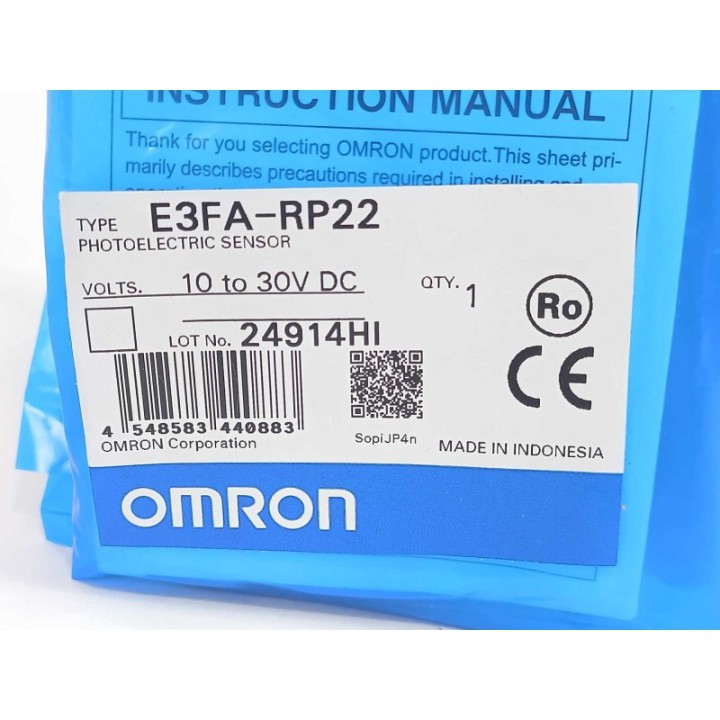 INSTRUCTION MANUAL
Thank for you selecting OMRON product.This sheet pri-
marily describes precautions required in installing and
TYPE E3FA-RP22
PHOTOELECTRIC SENSOR
VOLTS. 10 to 30V DC
QTY. 1
Ro
LOT No. 24914HI
CE
4 548583 440883
SopiJP4n
OMRON Corporation
MADE IN INDONESIA
OMRON